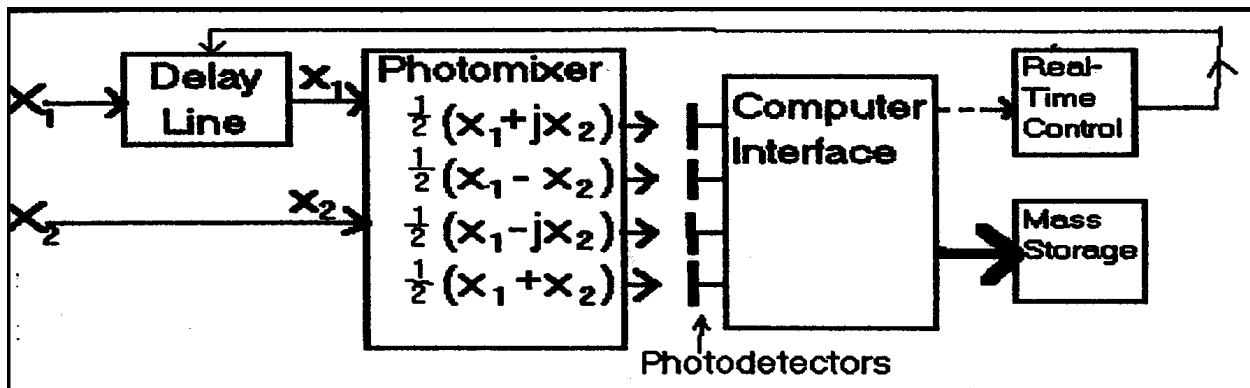 X₁
Delay
Line
X₁
X₂
X₂
Photomixer
½(X₁+jX₂)
½(X₁- X₂)
½(X₁-jX₂)
½(X₁+X₂)
Photodetectors
Computer
Interface
Real-
Time
Control
Mass
Storage